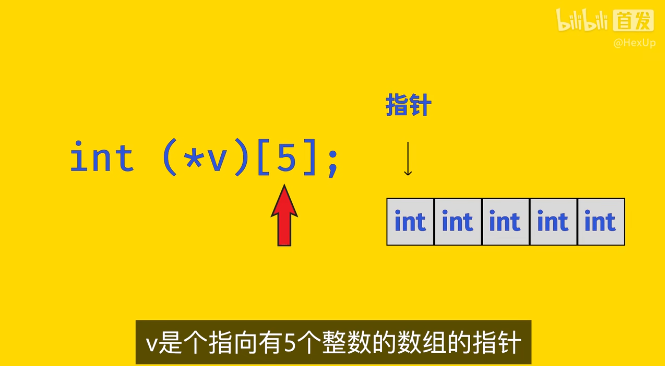 bilibili 首发
@HexUp
指针
int (*v)[5];
int int int int int
v是个指向有5个整数的数组的指针